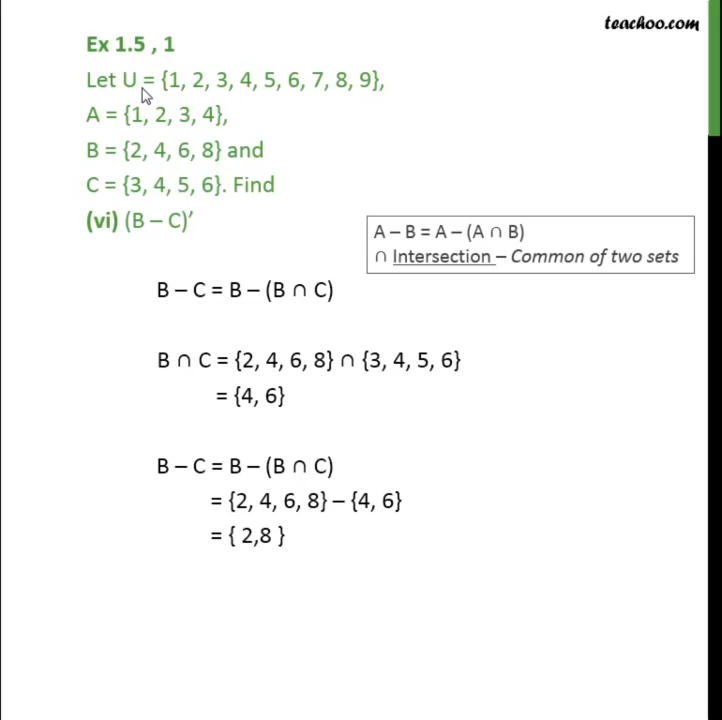 teachoo.com
Ex 1.5 , 1
Let U = {1, 2, 3, 4, 5, 6, 7, 8, 9},
A = {1, 2, 3, 4},
B = {2, 4, 6, 8} and
C = {3, 4, 5, 6}. Find
(vi) (B – C)’
A – B = A – (A ∩ B)
∩ Intersection – Common of two sets
B – C = B – (B ∩ C)
B ∩ C = {2, 4, 6, 8} ∩ {3, 4, 5, 6}
= {4, 6}
B – C = B – (B ∩ C)
= {2, 4, 6, 8} – {4, 6}
= { 2,8 }